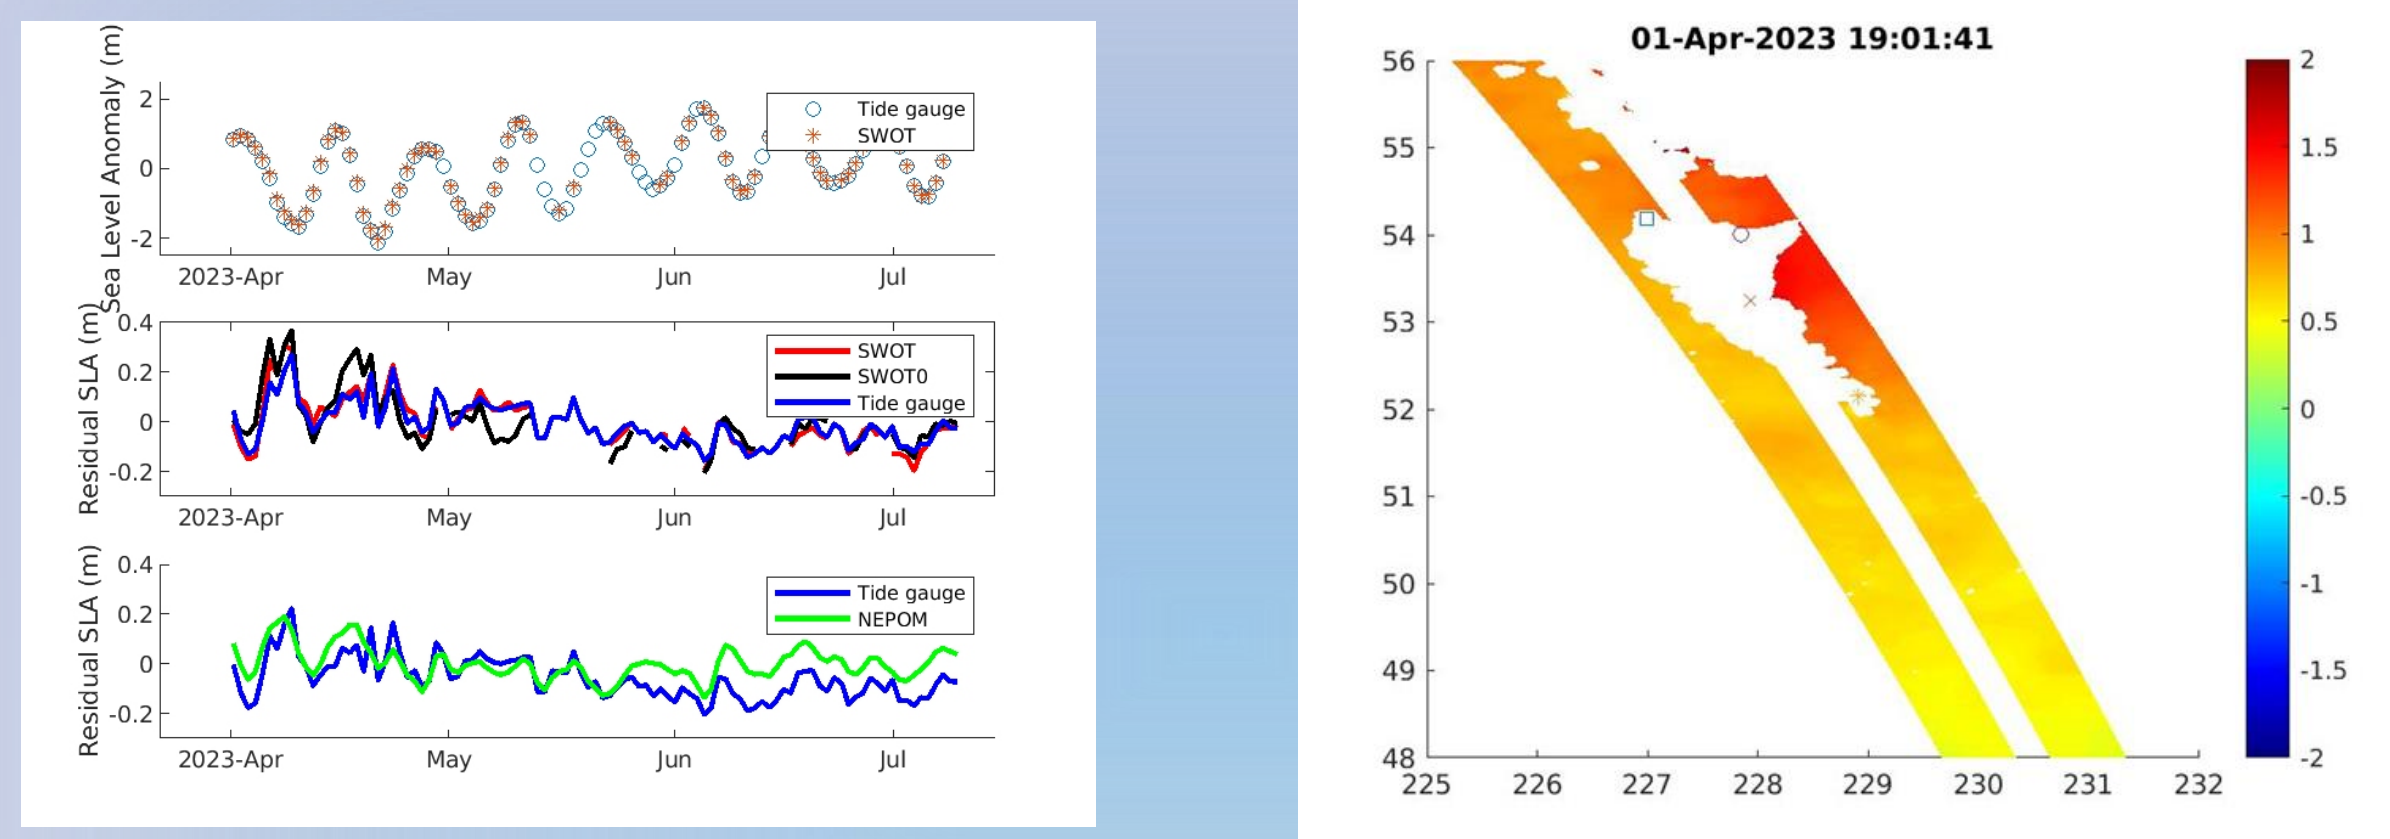 Sea Level Anomaly (m)
2
0
-2
Tide gauge
SWOT
2023-Apr
May
Jun
Jul
Residual SLA (m)
0.4
0.2
0
-0.2
SWOT
SWOT0
Tide gauge
2023-Apr
May
Jun
Jul
Residual SLA (m)
0.4
0.2
0
-0.2
Tide gauge
NEPOM
2023-Apr
May
Jun
Jul
01-Apr-2023 19:01:41
56
55
54
53
52
51
50
49
48
225
226
227
228
229
230
231
232
2
1.5
1
0.5
0
-0.5
-1
-1.5
-2